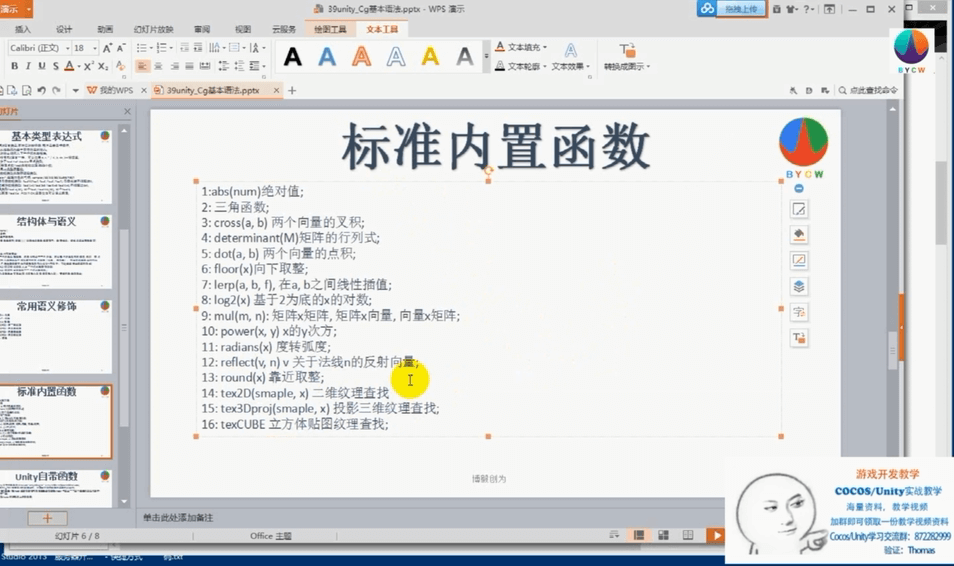 演示
39unity_Cg基本语法.pptx - WPS 演示
拖拽上传
插入 设计 动画 幻灯片放映 审阅 视图 云服务 绘图工具 文本工具
Calibri (正文) 18
文本填充
文本轮廓 文本效果
转换成图示
BYCW
我的WPS 39unity_Cg基本语法.pptx 点此查找命令
幻灯片
基本类型表达式
结构体与语义
常用语义修饰
标准内置函数
Unity自带函数
标准内置函数
BYCW
1:abs(num)绝对值;
2: 三角函数;
3: cross(a, b) 两个向量的叉积;
4: determinant(M)矩阵的行列式;
5: dot(a, b) 两个向量的点积;
6: floor(x)向下取整;
7: lerp(a, b, f), 在a, b之间线性插值;
8: log2(x) 基于2为底的x的对数;
9: mul(m, n): 矩阵x矩阵, 矩阵x向量, 向量x矩阵;
10: power(x, y) x的y次方;
11: radians(x) 度转弧度;
12: reflect(v, n) v 关于法线n的反射向量;
13: round(x) 靠近取整;
14: tex2D(smaple, x) 二维纹理查找
15: tex3Dproj(smaple, x) 投影三维纹理查找;
16: texCUBE 立方体贴图纹理查找;
博毅创为
单击此处添加备注
幻灯片 6 / 8
Office 主题
游戏开发教学
COCOS/Unity实战教学
海量资料, 教学视频
加群即可领取一份教学视频资料
Cocos/Unity学习交流群: 872282999
验证: Thomas